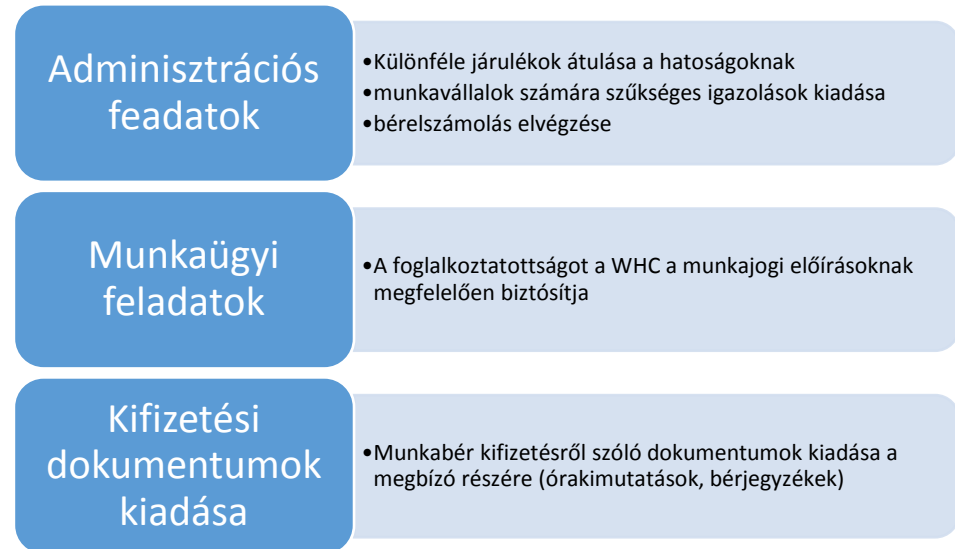 Adminisztrációs
feadatok
•Különféle járulékok átulása a hatoságoknak
•munkavállalok számára szűkséges igazolások kiadása
•bérelszámolás elvégzése
Munkaügyi
feladatok
•A foglalkoztatottságot a WHC a munkajogi előírásoknak
megfelelően biztósítja
Kifizetési
dokumentumok
kiadása
•Munkabér kifizetésről szóló dokumentumok kiadása a
megbízó részére (órakimutatások, bérjegyzékek)